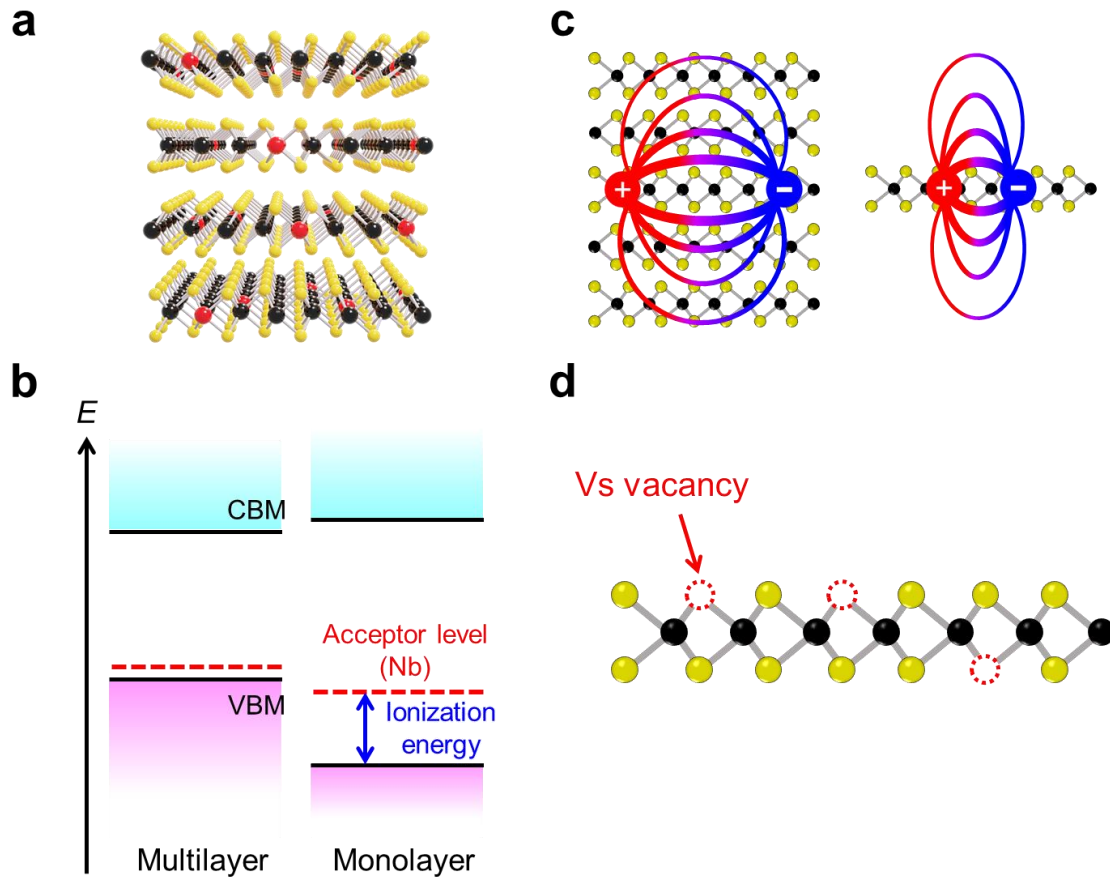 a
c
+
−
+
−
b
d
E
CBM
VBM
Acceptor level
(Nb)
Ionization
energy
Multilayer
Monolayer
Vs vacancy